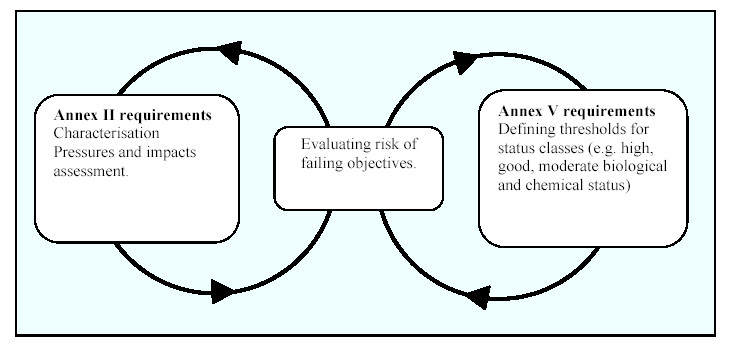 Annex II requirements
Characterisation
Pressures and impacts
assessment.
Evaluating risk of
failing objectives.
Annex V requirements
Defining thresholds for
status classes (e.g. high,
good, moderate biological
and chemical status)